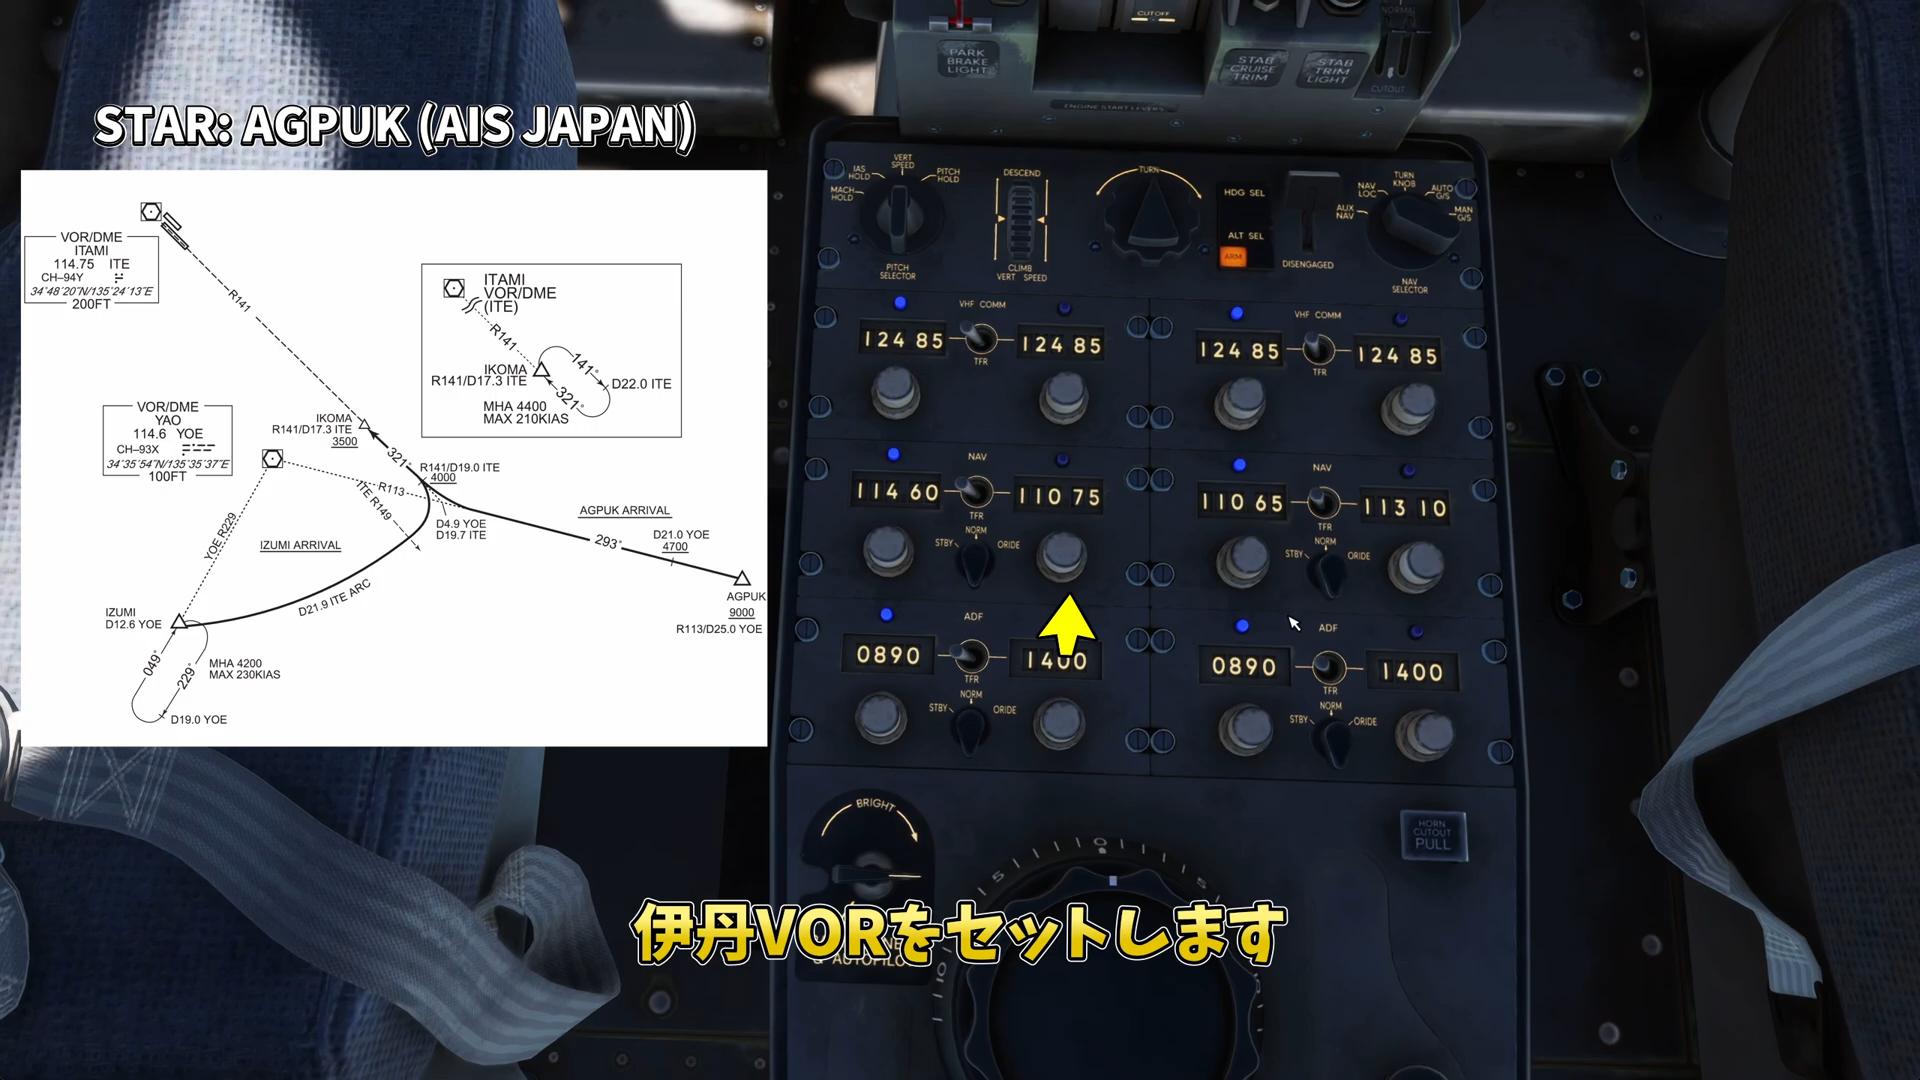 CUTOFF
NORMAL
PARK
BRAKE
LIGHT
STAB
CRUISE
TRIM
STAB
TRIM
LIGHT
CUTOUT
ENGINE START LEVERS
STAR: AGPUK (AIS JAPAN)
VOR/DME
ITAMI
114.75 ITE
CH–94Y
34°48'20"N/135°24'13"E
200FT
R141
ITAMI
VOR/DME
(ITE)
R141
IKOMA
R141/D17.3 ITE
141°
321°
D22.0 ITE
MHA 4400
MAX 210KIAS
VOR/DME
YAO
114.6 YOE
CH–93X
34°35'54"N/135°35'37"E
100FT
IKOMA
R141/D17.3 ITE
3500
321°
R141/D19.0 ITE
4000
R113
ITE R149
D4.9 YOE
D19.7 ITE
AGPUK ARRIVAL
293°
D21.0 YOE
4700
AGPUK
9000
R113/D25.0 YOE
YOE R229
IZUMI ARRIVAL
D21.9 ITE ARC
IZUMI
D12.6 YOE
049°
229°
MHA 4200
MAX 230KIAS
D19.0 YOE
MACH
HOLD
IAS
HOLD
VERT
SPEED
PITCH
HOLD
PITCH
SELECTOR
DESCEND
CLIMB
VERT SPEED
TURN
HDG SEL
ALT SEL
ARM
DISENGAGED
AUX
NAV
NAV
LOC
TURN
KNOB
AUTO
G/S
MAN
G/S
NAV
SELECTOR
VHF COMM
124 85
TFR
124 85
VHF COMM
124 85
TFR
124 85
NAV
114 60
TFR
110 75
STBY
NORM
ORIDE
NAV
110 65
TFR
113 10
STBY
NORM
ORIDE
ADF
0890
TFR
1400
STBY
NORM
ORIDE
ADF
0890
TFR
1400
STBY
NORM
ORIDE
BRIGHT
HORN
CUTOUT
PULL
0
5
5
10
伊丹VORをセットします